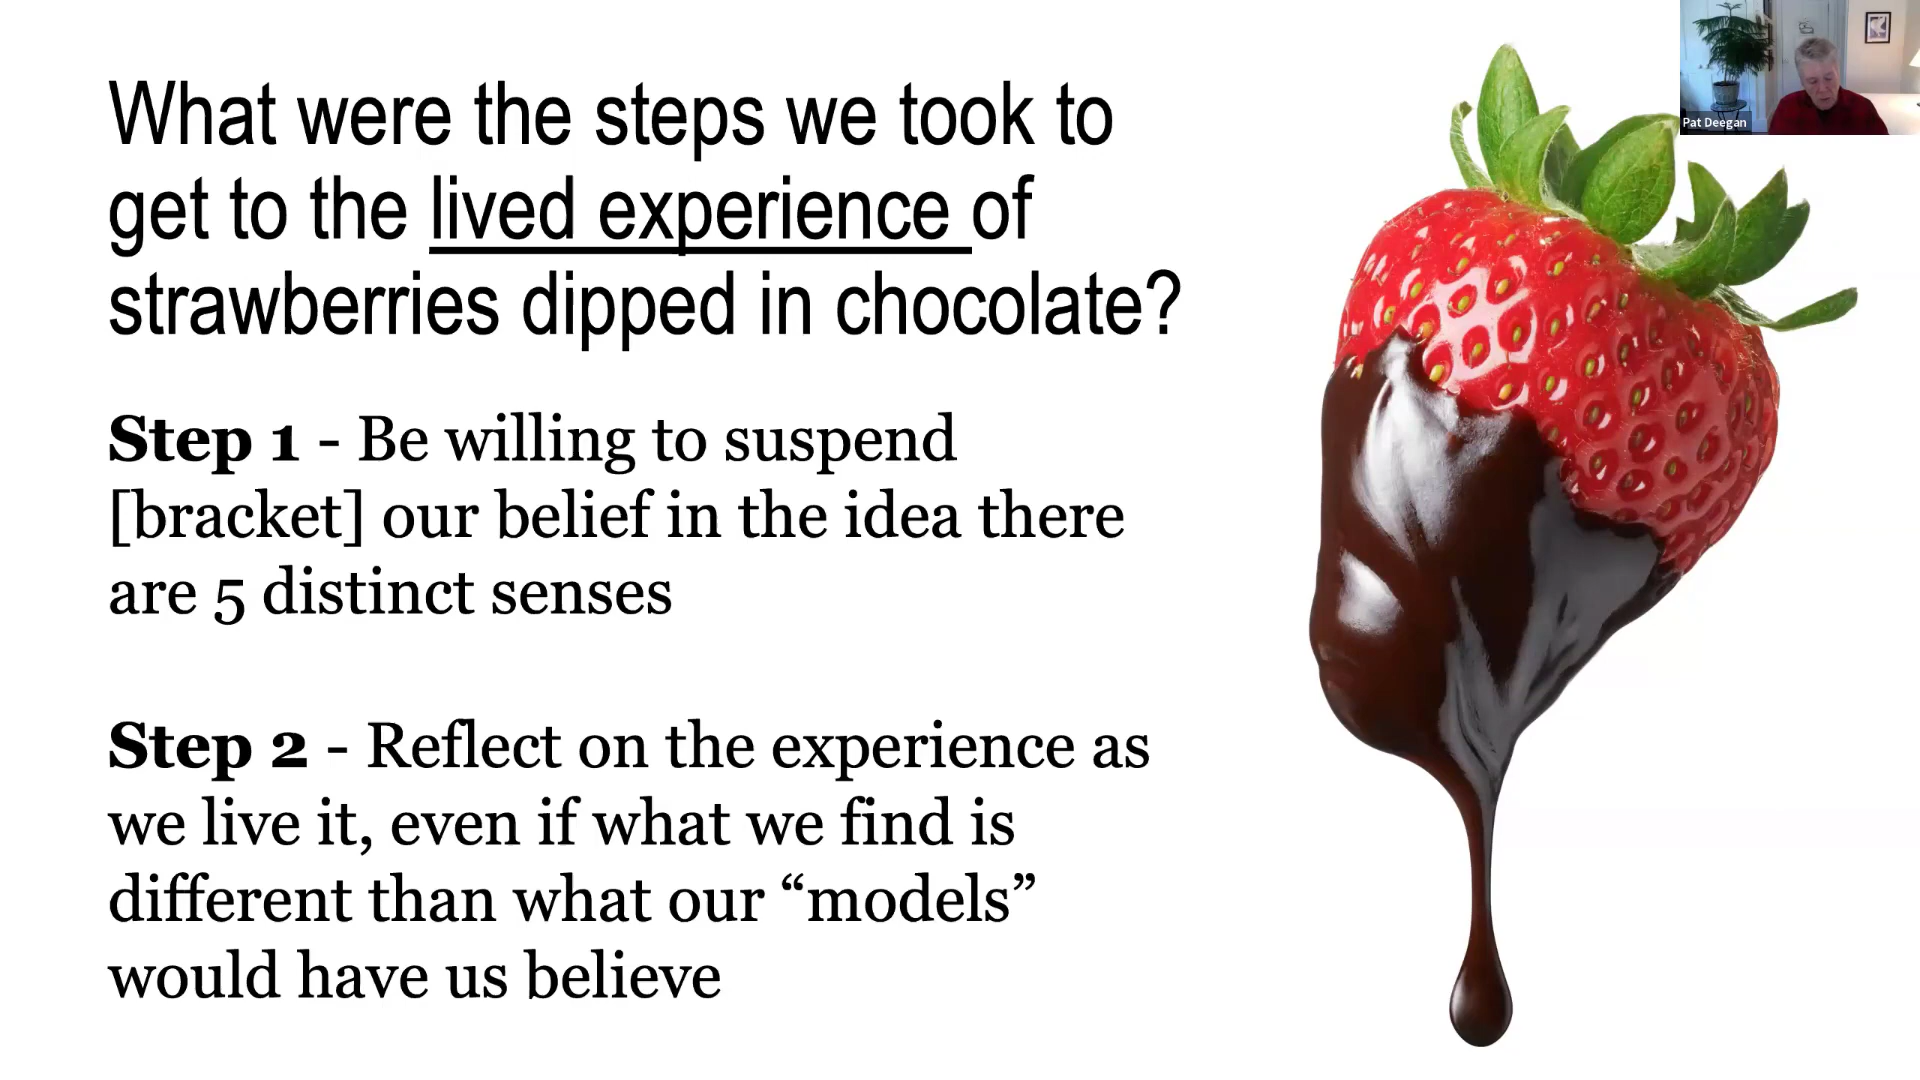 What were the steps we took to
get to the lived experience of
strawberries dipped in chocolate?
Step 1 - Be willing to suspend
[bracket] our belief in the idea there
are 5 distinct senses
Step 2 - Reflect on the experience as
we live it, even if what we find is
different than what our “models”
would have us believe
Pat Deegan